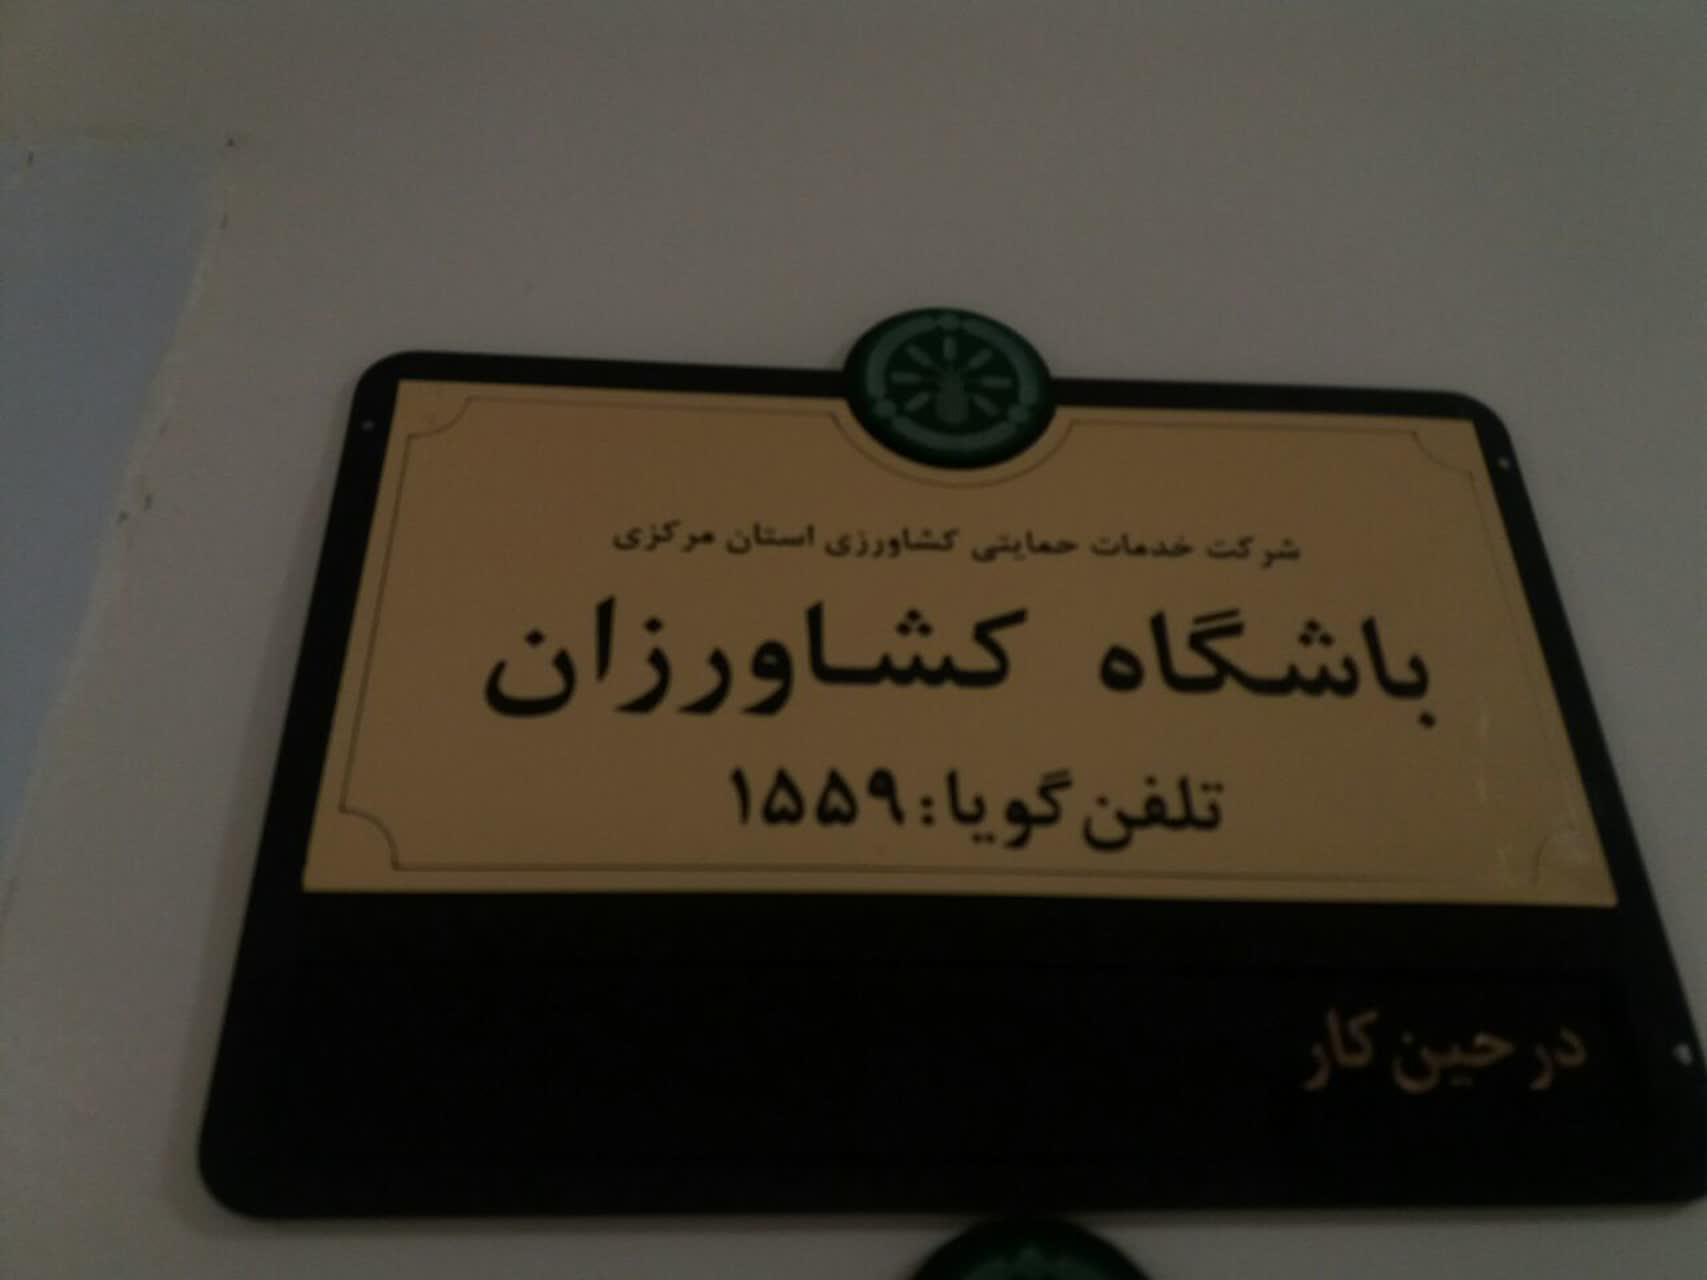 شرکت خدمات حمایتی کشاورزی استان مرکزی
باشگاه کشاورزان
تلفن گویا: ۱۵۵۹
در حین کار